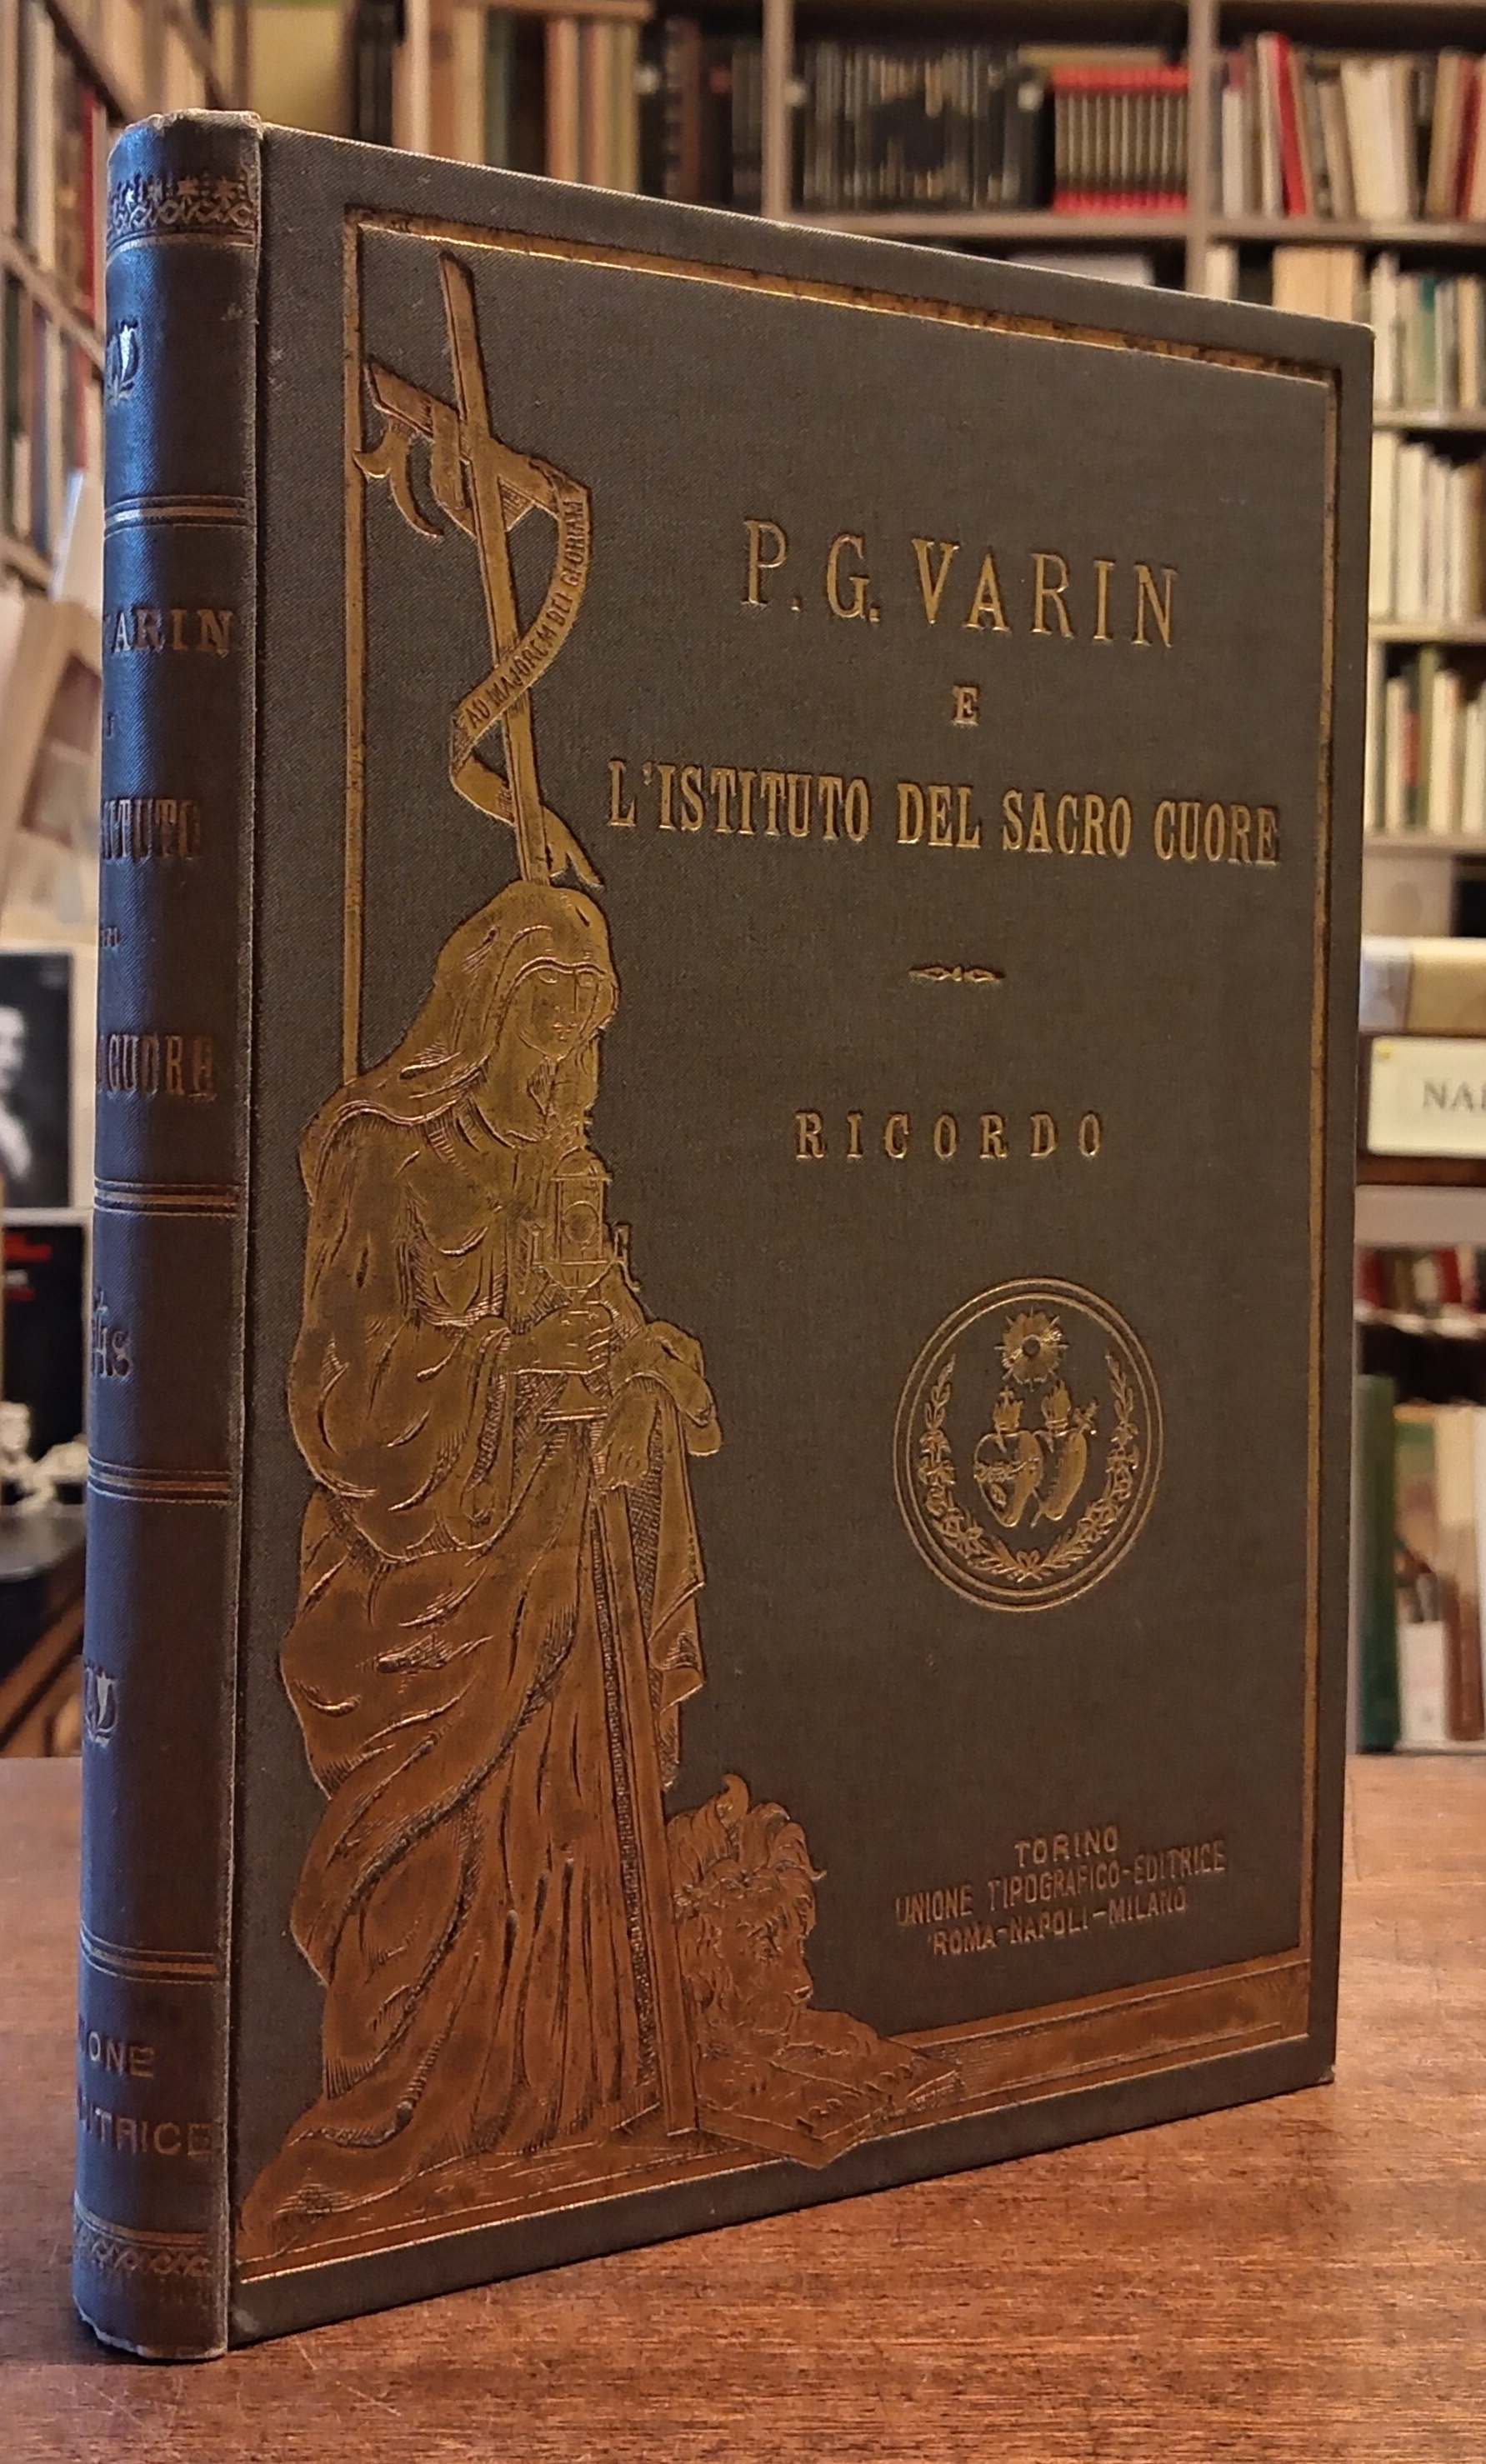 P. G. VARIN
E
L'ISTITUTO DEL SACRO CUORE
RICORDO
TORINO
UNIONE TIPOGRAFICO-EDITRICE
ROMA-NAPOLI-MILANO
AD MAJOREM DEI GLORIAM
VARIN
CUORE